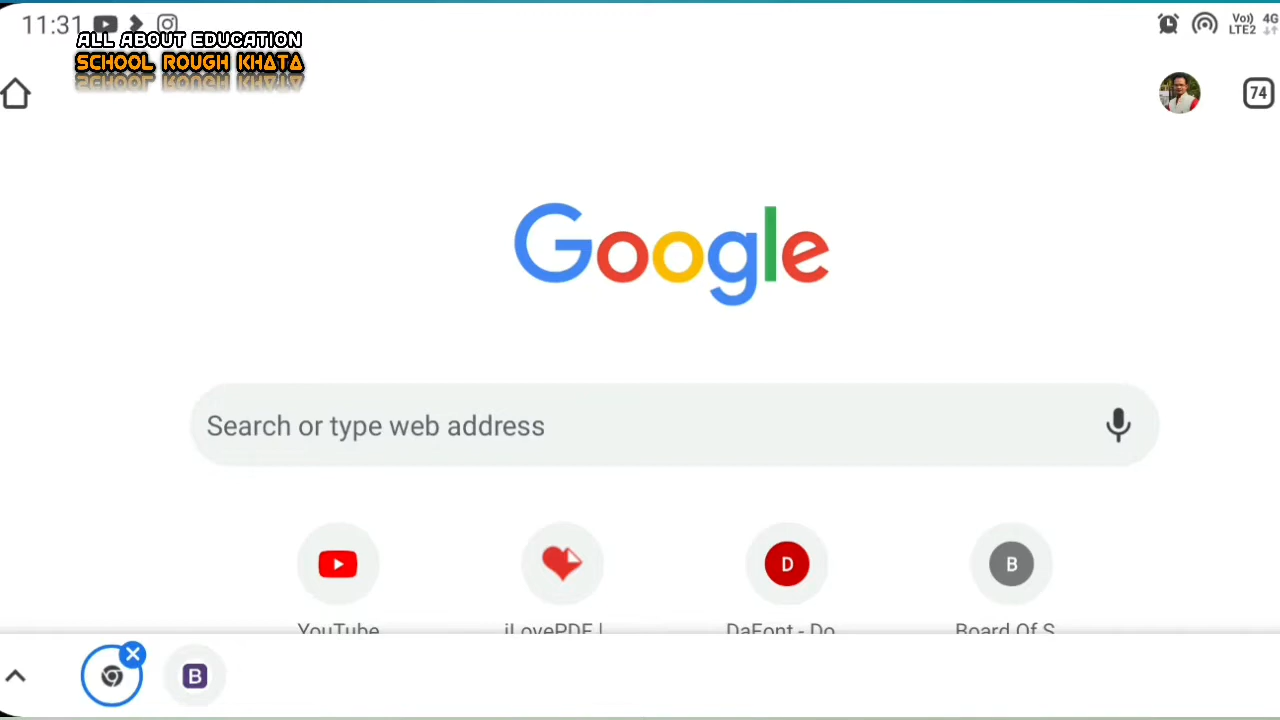 11:31
Vo)) 4G
LTE2
ALL ABOUT EDUCATION
SCHOOL ROUGH KHATA
74
Google
Search or type web address
D
B
YouTube
iLovePDF |
DaFont - Do
Board Of S
B